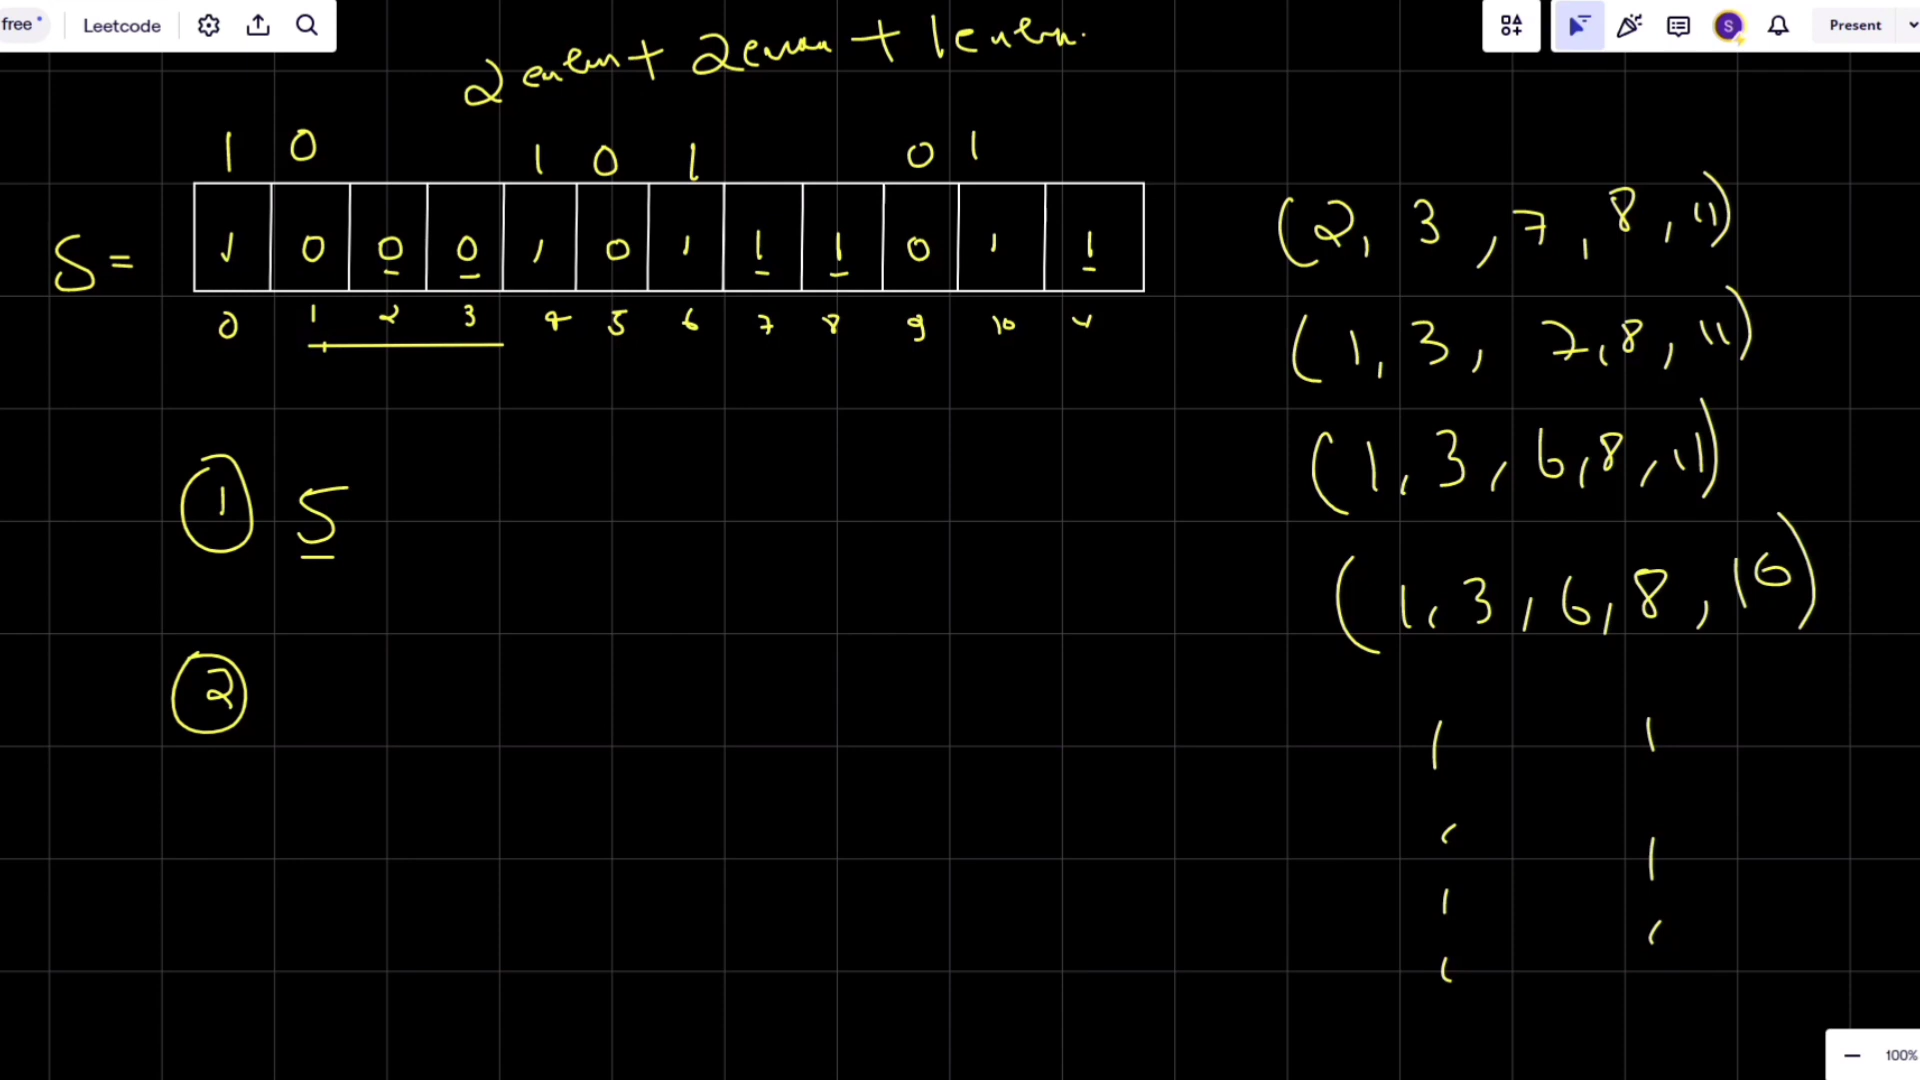 free Leetcode Present
2 + 2 + 1
1 0 1 0 1 0 1
S = 1 0 0 0 1 0 1 1 1 0 1 1
0 1 2 3 4 5 6 7 8 9 10
(2, 3, 7, 8, 11)
(1, 3, 7, 8, 11)
(1, 3, 6, 8, 11)
(1, 3, 6, 8, 10)
1 5
2
100%